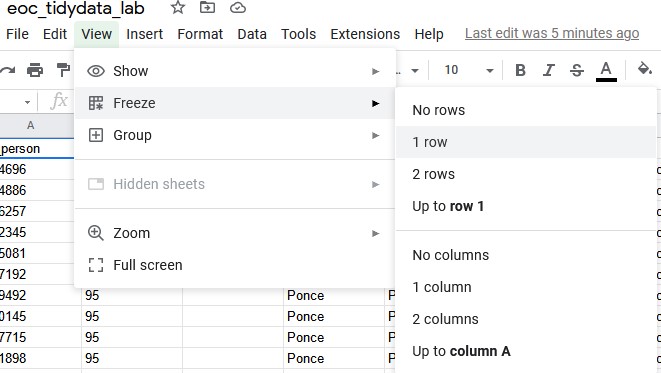 eoc_tidydata_lab
File Edit View Insert Format Data Tools Extensions Help Last edit was 5 minutes ago
10 B I S A
fx
A
person
4696
4886
6257
2345
5081
7192
9492 95 Ponce P
0145 95 Ponce P
7715 95 Ponce P
1898 95 Ponce P
Show
Freeze
Group
Hidden sheets
Zoom
Full screen
No rows
1 row
2 rows
Up to row 1
No columns
1 column
2 columns
Up to column A